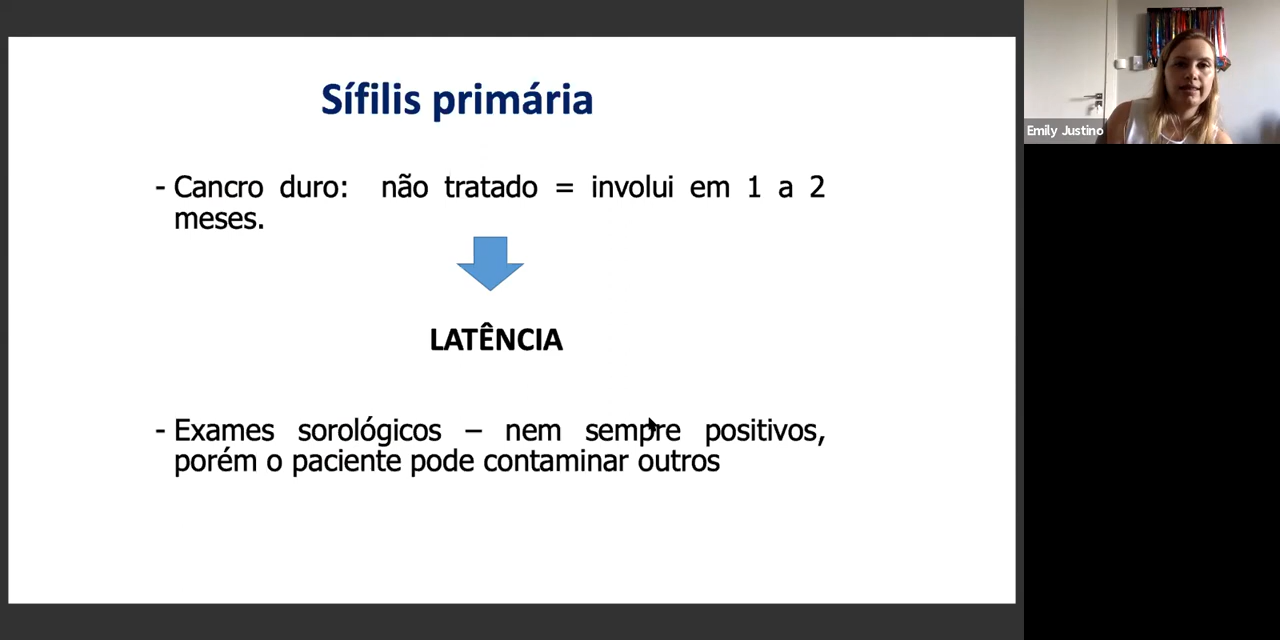 Sífilis primária
- Cancro duro: não tratado = involui em 1 a 2
meses.
LATÊNCIA
- Exames sorológicos – nem sempre positivos,
porém o paciente pode contaminar outros
Emily Justino